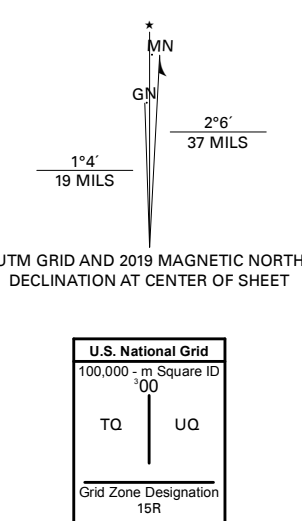 ★
MN
GN
2°6´
37 MILS
1°4´
19 MILS
UTM GRID AND 2019 MAGNETIC NORTH
DECLINATION AT CENTER OF SHEET
U.S. National Grid
100,000 - m Square ID
³00
TQ UQ
Grid Zone Designation
15R